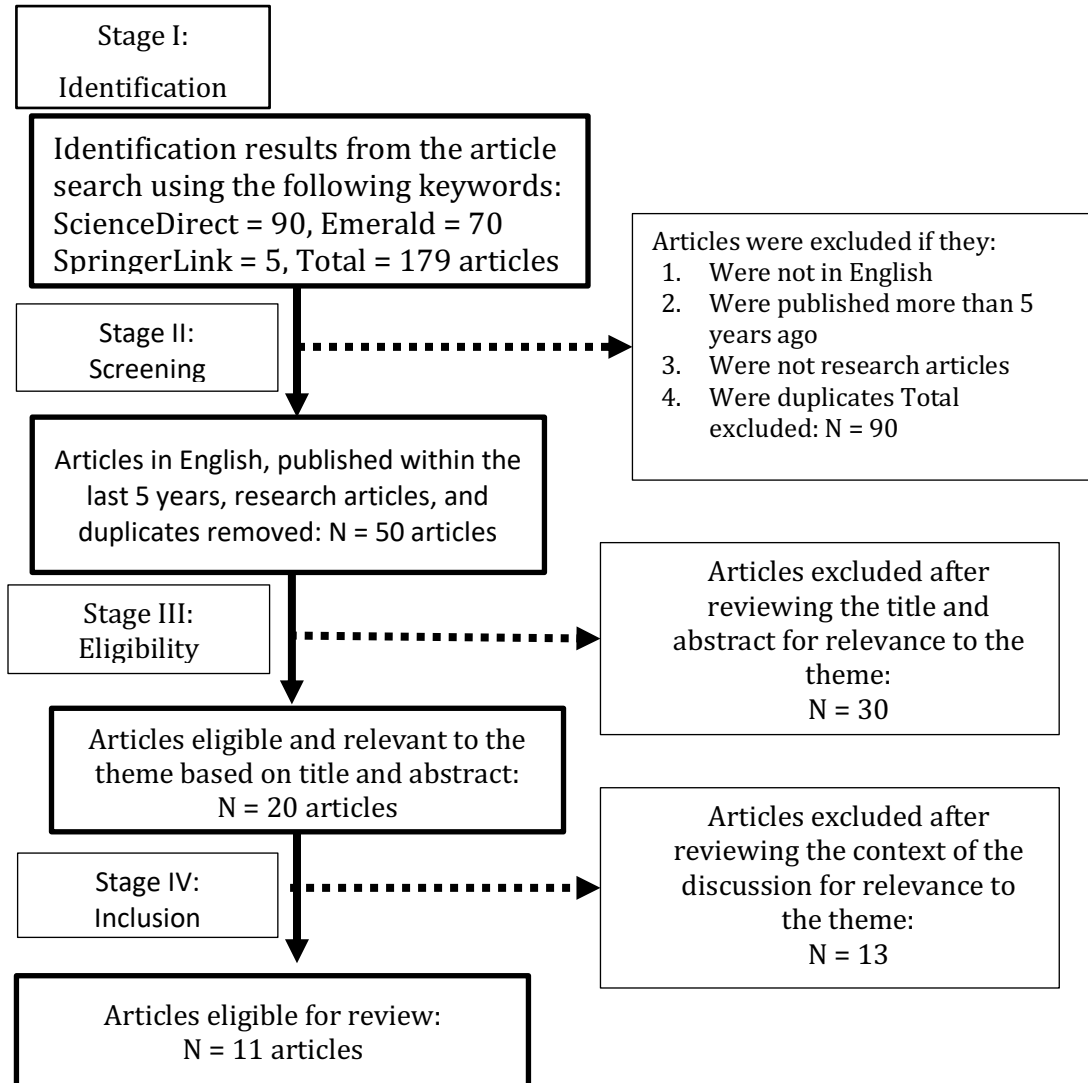 Stage I:
Identification
Identification results from the article
search using the following keywords:
ScienceDirect = 90, Emerald = 70
SpringerLink = 5, Total = 179 articles
Articles were excluded if they:
1. Were not in English
2. Were published more than 5
years ago
3. Were not research articles
4. Were duplicates Total
excluded: N = 90
Stage II:
Screening
Articles in English, published within the
last 5 years, research articles, and
duplicates removed: N = 50 articles
Articles excluded after
reviewing the title and
abstract for relevance to the
theme:
N = 30
Stage III:
Eligibility
Articles eligible and relevant to the
theme based on title and abstract:
N = 20 articles
Articles excluded after
reviewing the context of the
discussion for relevance to
the theme:
N = 13
Stage IV:
Inclusion
Articles eligible for review:
N = 11 articles